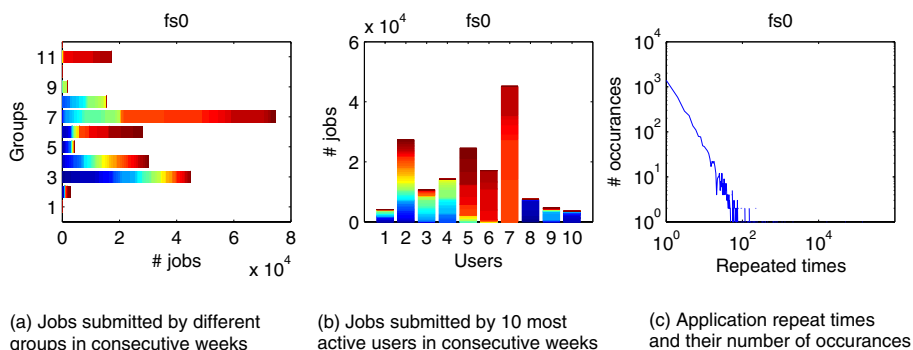 fs0
11
9
7
5
3
1
Groups
0
2
4
6
8
# jobs
x 10^4
(a) Jobs submitted by different
groups in consecutive weeks
fs0
x 10^4
6
4
2
0
# jobs
1 2 3 4 5 6 7 8 9 10
Users
(b) Jobs submitted by 10 most
active users in consecutive weeks
fs0
10^4
10^3
10^2
10^1
10^0
# occurances
10^0 10^2 10^4
Repeated times
(c) Application repeat times
and their number of occurances